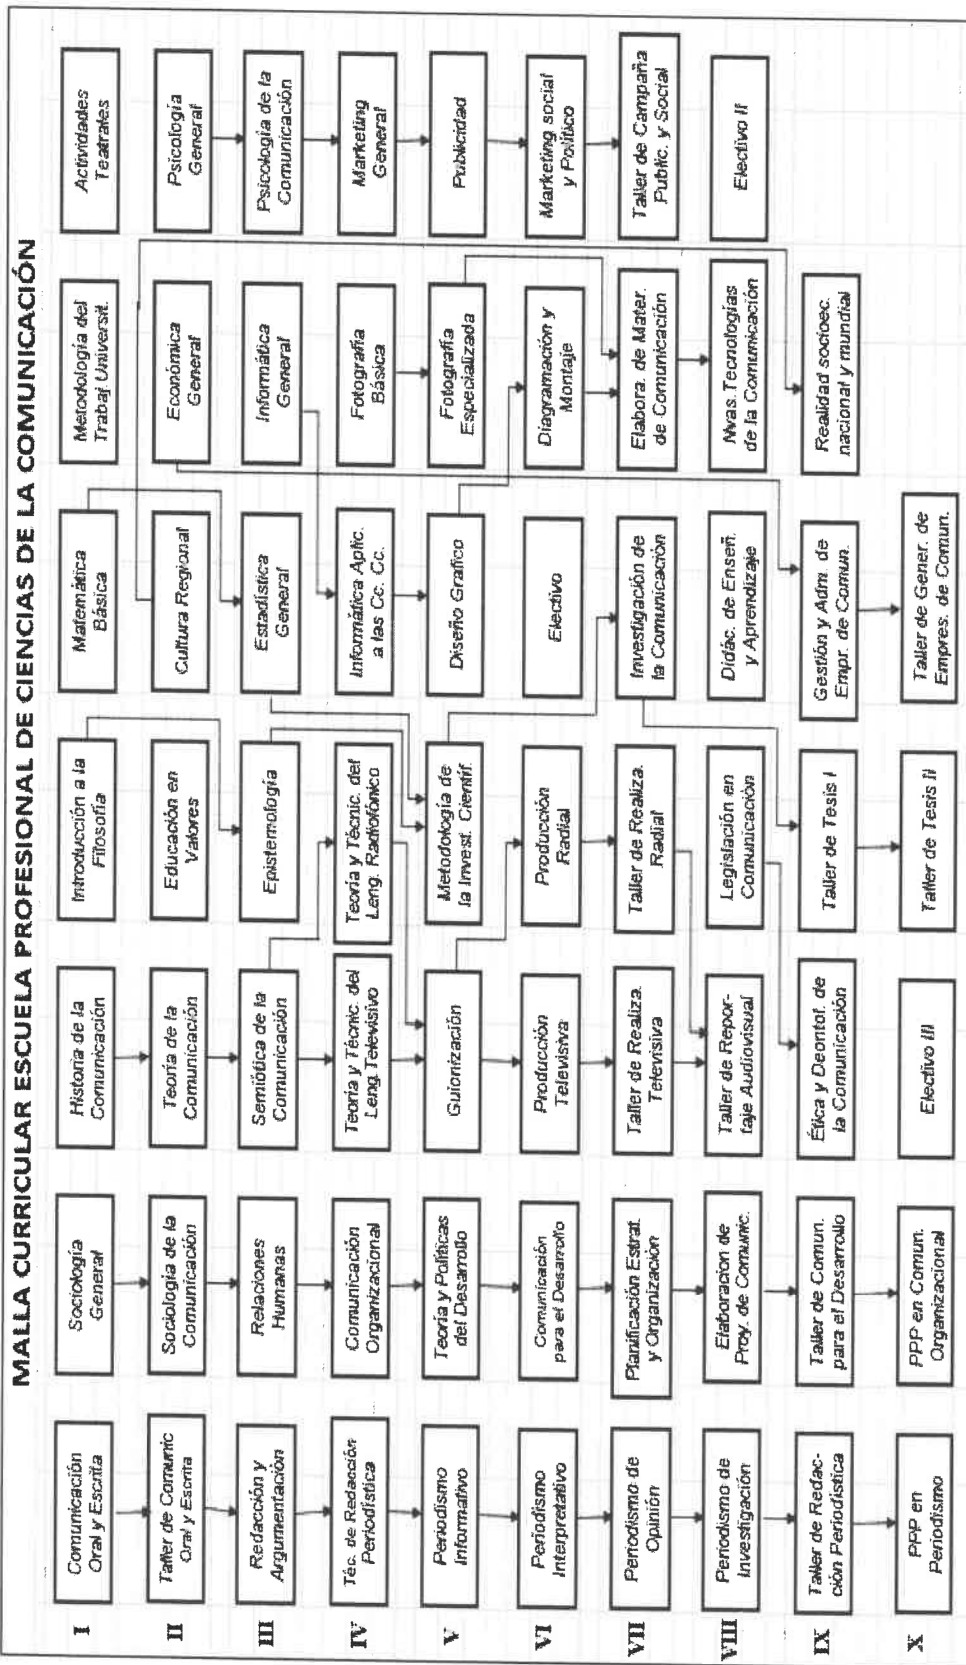 MALLA CURRICULAR ESCUELA PROFESIONAL DE CIENCIAS DE LA COMUNICACIÓN
I
Comunicación
Oral y Escrita
Sociología
General
Historia de la
Comunicación
Introducción a la
Filosofía
Matemática
Básica
Metodología del
Trabaj Universit.
Actividades
Teatrales
II
Taller de Comunic
Oral y Escrita
Sociología de la
Comunicación
Teoría de la
Comunicación
Educación en
Valores
Cultura Regional
Económica
General
Psicología
General
III
Redacción y
Argumentación
Relaciones
Humanas
Semiótica de la
Comunicación
Epistemología
Estadística
General
Informática
General
Psicología de la
Comunicación
IV
Téc. de Redacción
Periodística
Comunicación
Organizacional
Teoría y Técnic. del
Leng. Televisivo
Teoría y Técnic. del
Leng. Radiofónico
Informática Aplic.
a las Cc. Cc.
Fotografía
Básica
Marketing
General
V
Periodismo
Informativo
Teoría y Políticas
del Desarrollo
Guionización
Metodología de
la Invest. Científ.
Diseño Grafico
Fotografía
Especializada
Publicidad
VI
Periodismo
Interpretativo
Comunicación
para el Desarrollo
Producción
Televisiva
Producción
Radial
Electivo
Diagramación y
Montaje
Marketing social
y Político
VII
Periodismo de
Opinión
Planificación Estrat.
y Organización
Taller de Realiza.
Televisiva
Taller de Realiza.
Radial
Investigación de
la Comunicación
Elabora. de Mater.
de Comunicación
Taller de Campaña
Public. y Social
VIII
Periodismo de
Investigación
Elaboracion de
Proy. de Comunic.
Taller de Repor-
taje Audiovisual
Legislación en
Comunicación
Didác. de Enseñ.
y Aprendizaje
Nvas. Tecnologías
de la Comunicación
Electivo II
IX
Taller de Redac-
ción Periodística
Taller de Comun.
para el Desarrollo
Ética y Deontol. de
la Comunicación
Taller de Tesis I
Gestión y Adm. de
Empr. de Comun.
Realidad socioec.
nacional y mundial
X
PPP en
Periodismo
PPP en Comun.
Organizacional
Electivo III
Taller de Tesis II
Taller de Gener. de
Empres. de Comun.